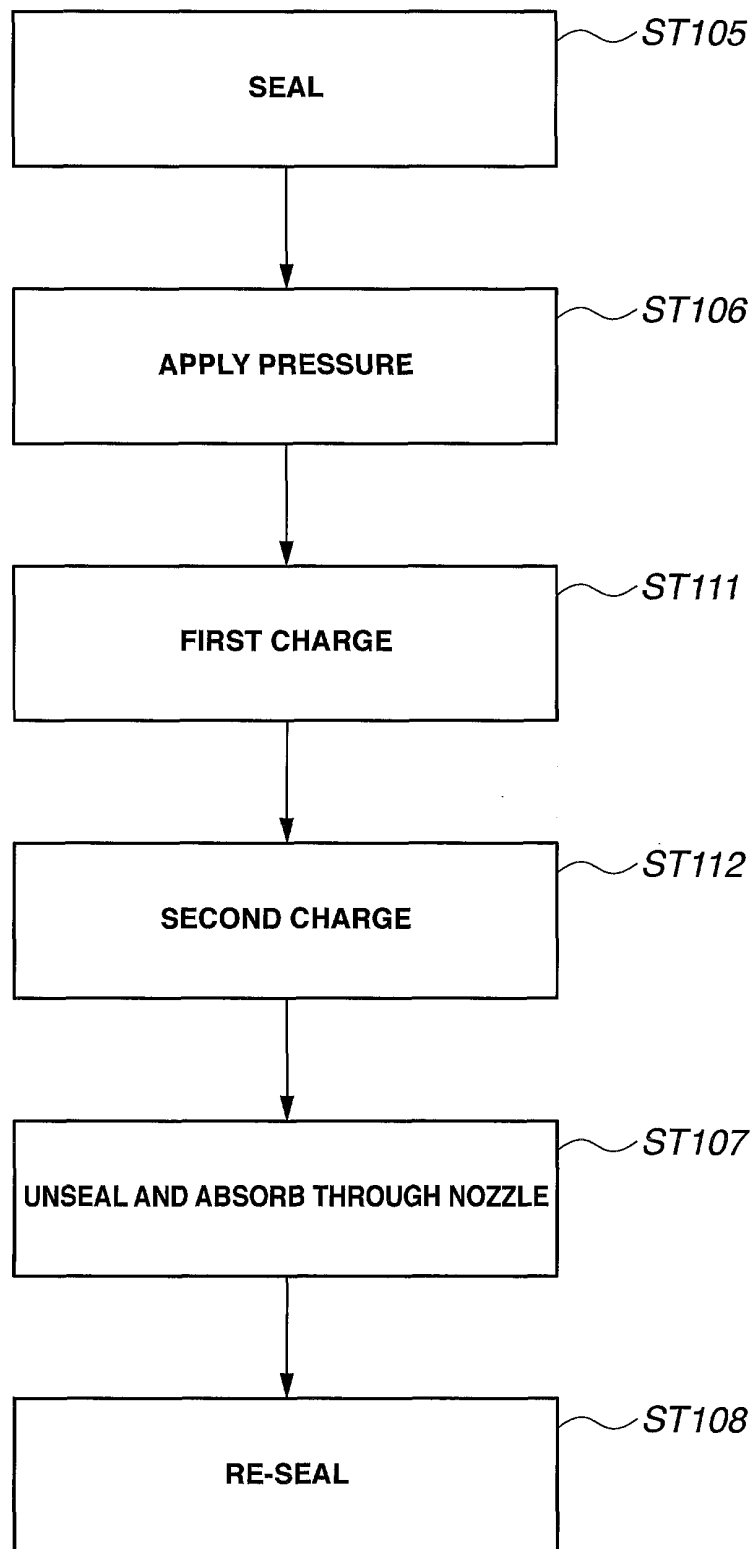 SEAL
ST105
APPLY PRESSURE
ST106
FIRST CHARGE
ST111
SECOND CHARGE
ST112
UNSEAL AND ABSORB THROUGH NOZZLE
ST107
RE-SEAL
ST108